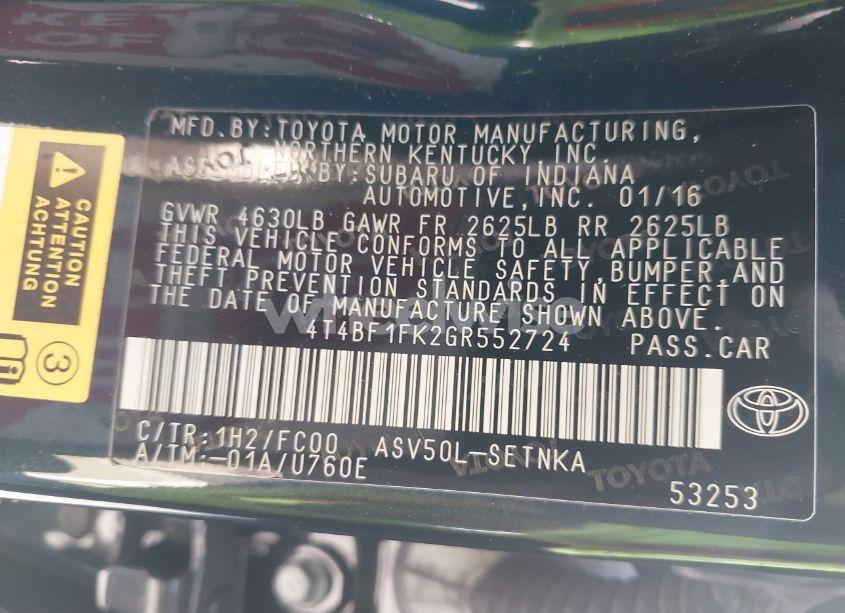 MFD.BY:TOYOTA MOTOR MANUFACTURING,
NORTHERN KENTUCKY,INC.
ASSEMBLED BY:SUBARU OF INDIANA
AUTOMOTIVE,INC. 01/16
GVWR 4630LB GAWR FR 2625LB RR 2625LB
THIS VEHICLE CONFORMS TO ALL APPLICABLE
FEDERAL MOTOR VEHICLE SAFETY,BUMPER AND
THEFT PREVENTION STANDARDS IN EFFECT ON
THE DATE OF MANUFACTURE SHOWN ABOVE.
4T4BF1FK2GR552724 PASS.CAR
C/TR:1H2/FC00 ASV50L-SETNKA
A/TM:-01A/U760E
53253
CAUTION
ATTENTION
ACHTUNG
3
TOYOTA